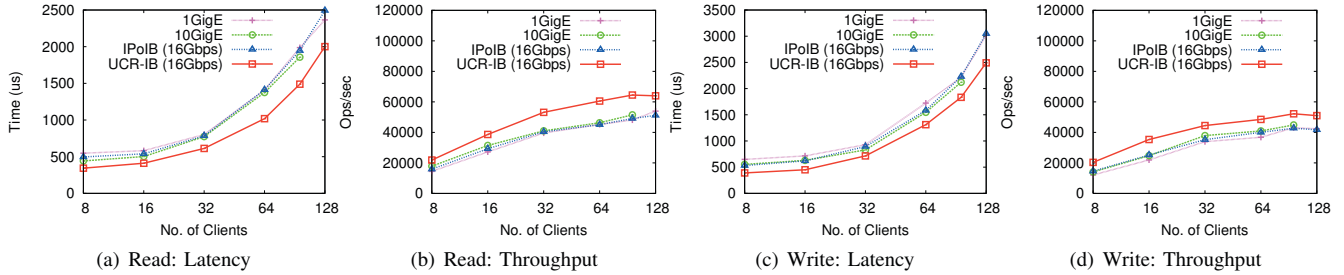 Time (us)
2500
2000
1500
1000
500
0
1GigE
10GigE
IPoIB (16Gbps)
UCR-IB (16Gbps)
8 16 32 64 128
No. of Clients
(a) Read: Latency
Ops/sec
120000
100000
80000
60000
40000
20000
0
1GigE
10GigE
IPoIB (16Gbps)
UCR-IB (16Gbps)
8 16 32 64 128
No. of Clients
(b) Read: Throughput
Time (us)
3500
3000
2500
2000
1500
1000
500
0
1GigE
10GigE
IPoIB (16Gbps)
UCR-IB (16Gbps)
8 16 32 64 128
No. of Clients
(c) Write: Latency
Ops/sec
120000
100000
80000
60000
40000
20000
0
1GigE
10GigE
IPoIB (16Gbps)
UCR-IB (16Gbps)
8 16 32 64 128
No. of Clients
(d) Write: Throughput